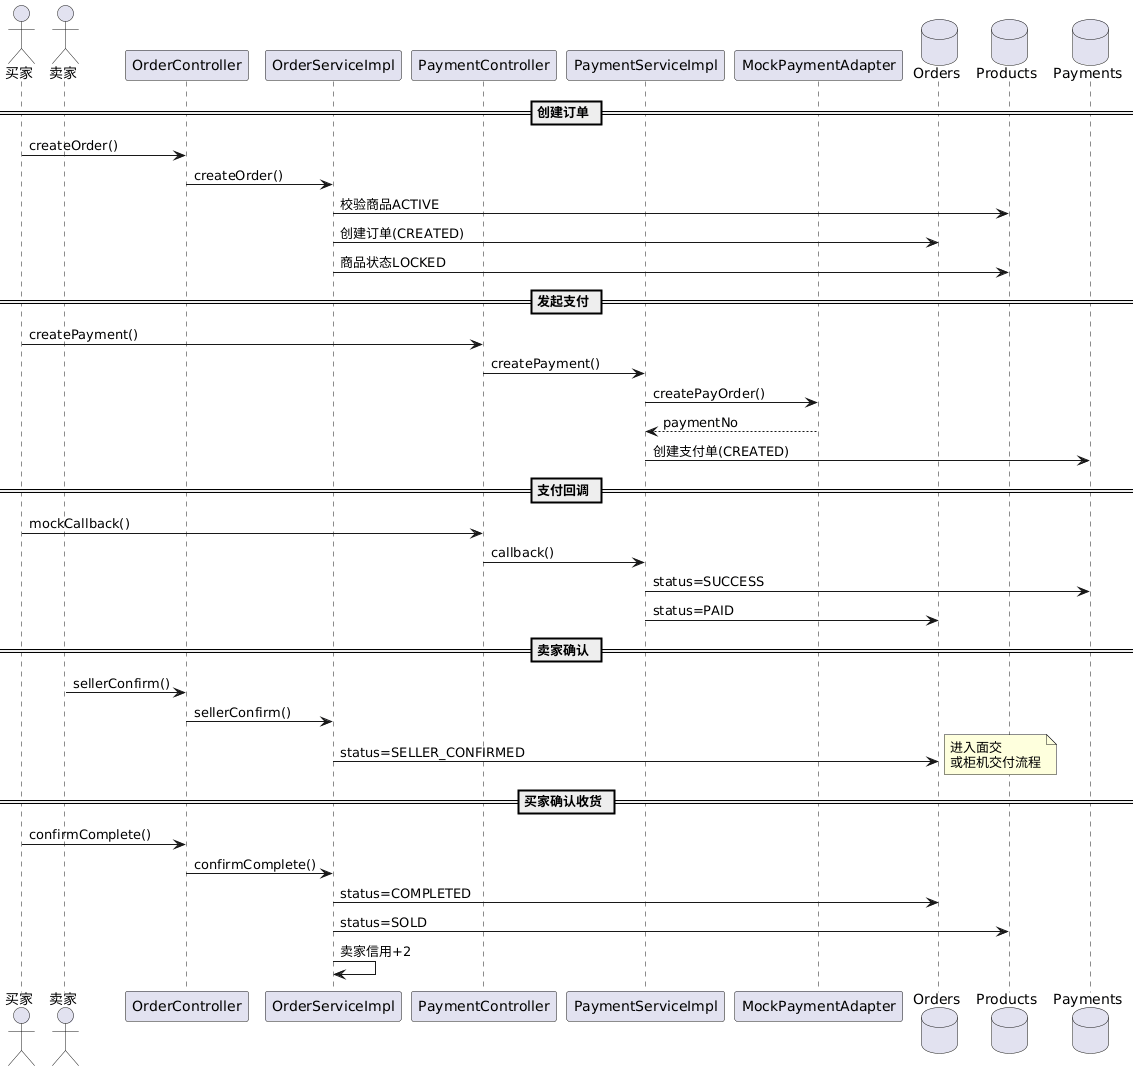 买家
卖家
OrderController
OrderServiceImpl
PaymentController
PaymentServiceImpl
MockPaymentAdapter
Orders
Products
Payments
创建订单
createOrder()
createOrder()
校验商品ACTIVE
创建订单(CREATED)
商品状态LOCKED
发起支付
createPayment()
createPayment()
createPayOrder()
paymentNo
创建支付单(CREATED)
支付回调
mockCallback()
callback()
status=SUCCESS
status=PAID
卖家确认
sellerConfirm()
sellerConfirm()
status=SELLER_CONFIRMED
进入面交
或柜机交付流程
买家确认收货
confirmComplete()
confirmComplete()
status=COMPLETED
status=SOLD
卖家信用+2
买家
卖家
OrderController
OrderServiceImpl
PaymentController
PaymentServiceImpl
MockPaymentAdapter
Orders
Products
Payments